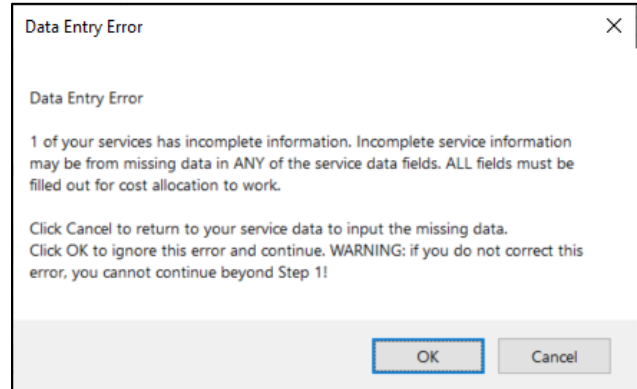 Data Entry Error
Data Entry Error
1 of your services has incomplete information. Incomplete service information
may be from missing data in ANY of the service data fields. ALL fields must be
filled out for cost allocation to work.
Click Cancel to return to your service data to input the missing data.
Click OK to ignore this error and continue. WARNING: if you do not correct this
error, you cannot continue beyond Step 1!
OK
Cancel